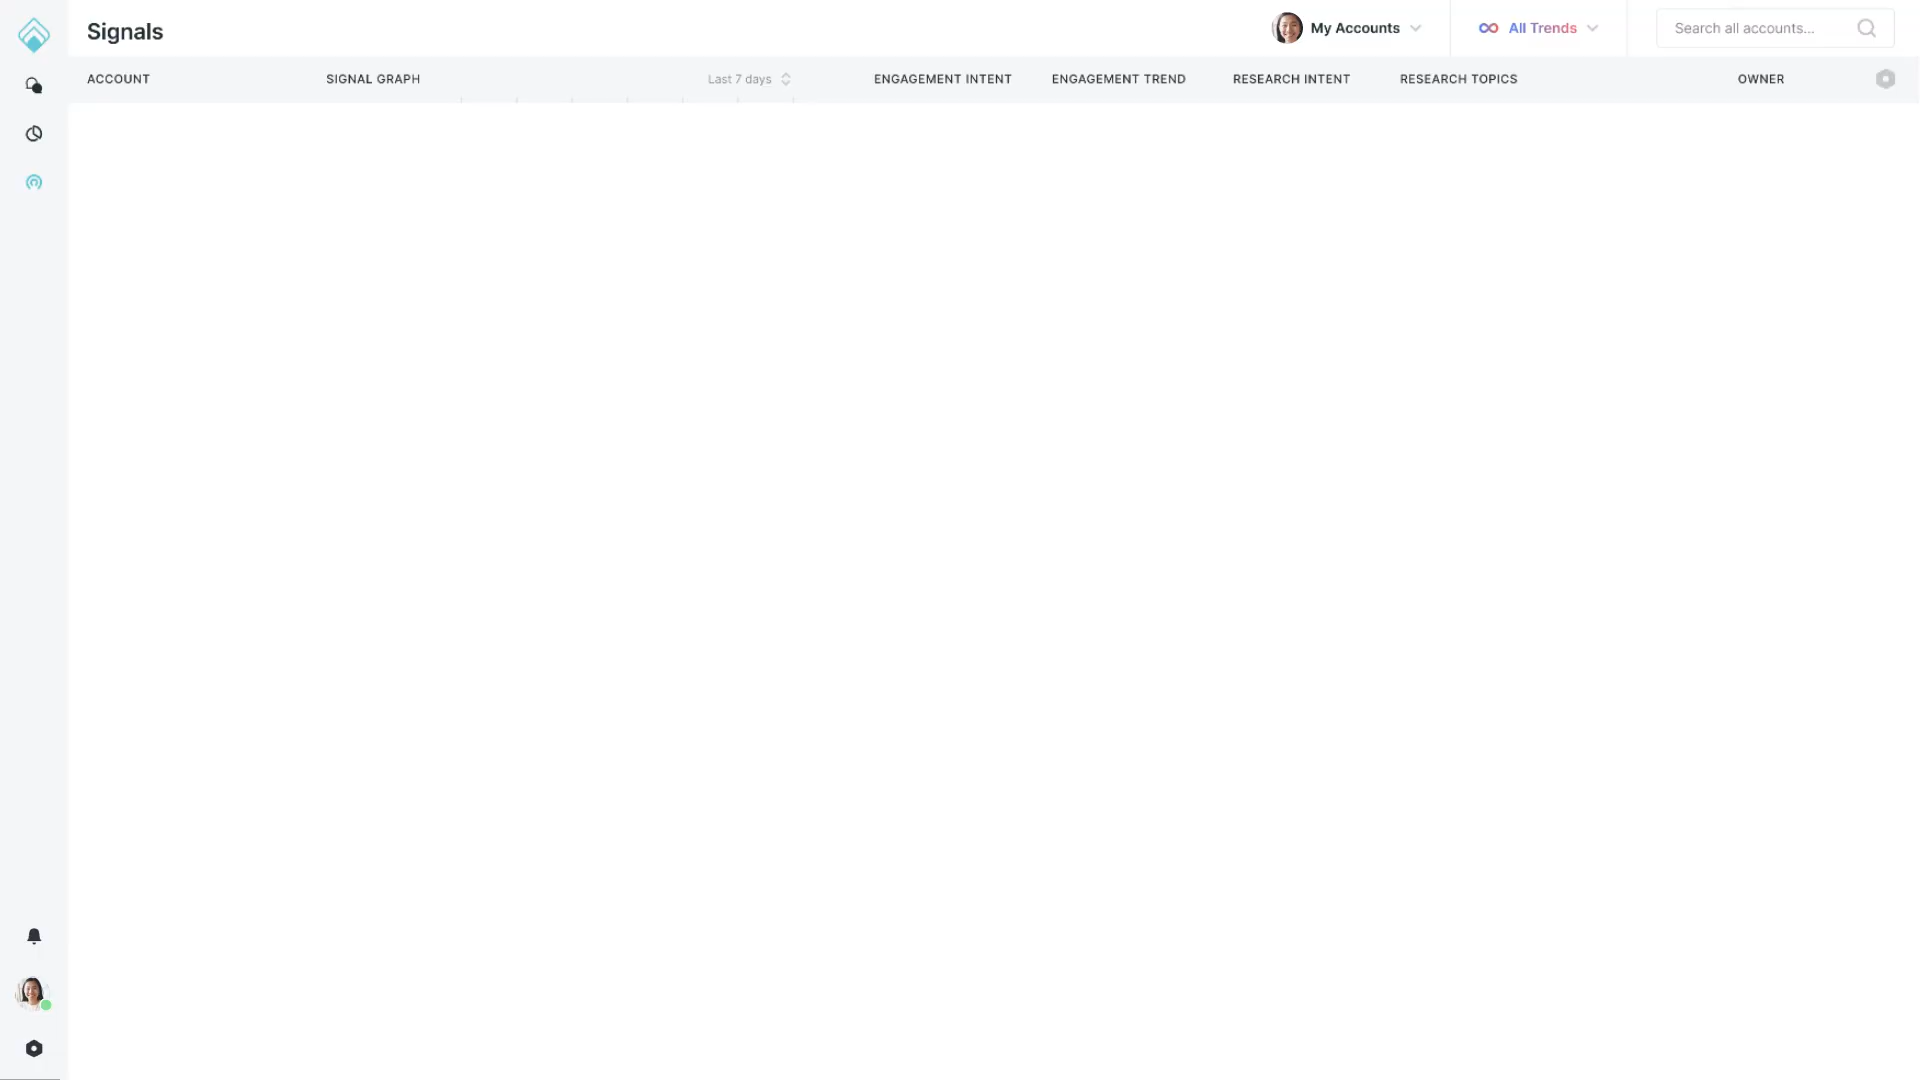 Signals
My Accounts
All Trends
Search all accounts...
ACCOUNT
SIGNAL GRAPH
Last 7 days
ENGAGEMENT INTENT
ENGAGEMENT TREND
RESEARCH INTENT
RESEARCH TOPICS
OWNER